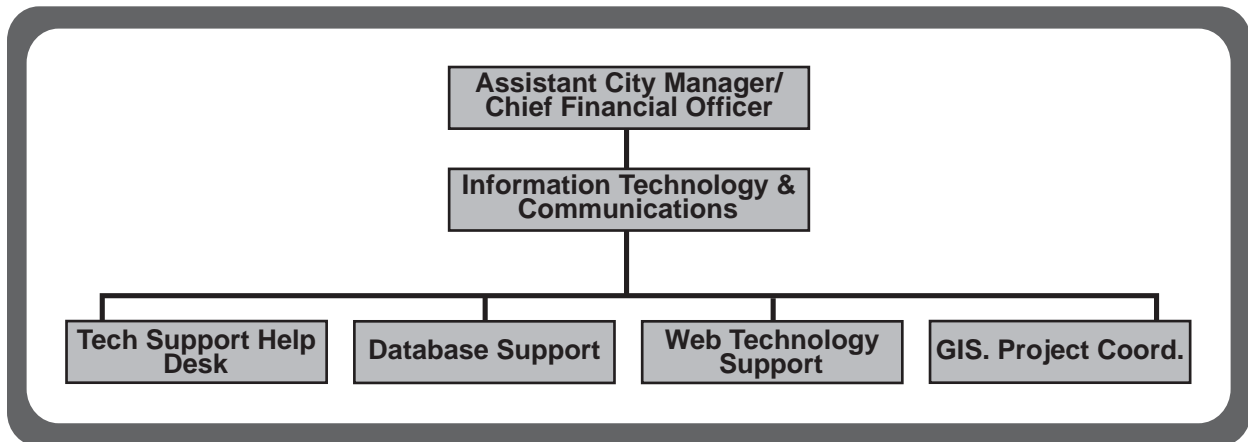 Assistant City Manager/
Chief Financial Officer
Information Technology &
Communications
Tech Support Help
Desk
Database Support
Web Technology
Support
GIS. Project Coord.